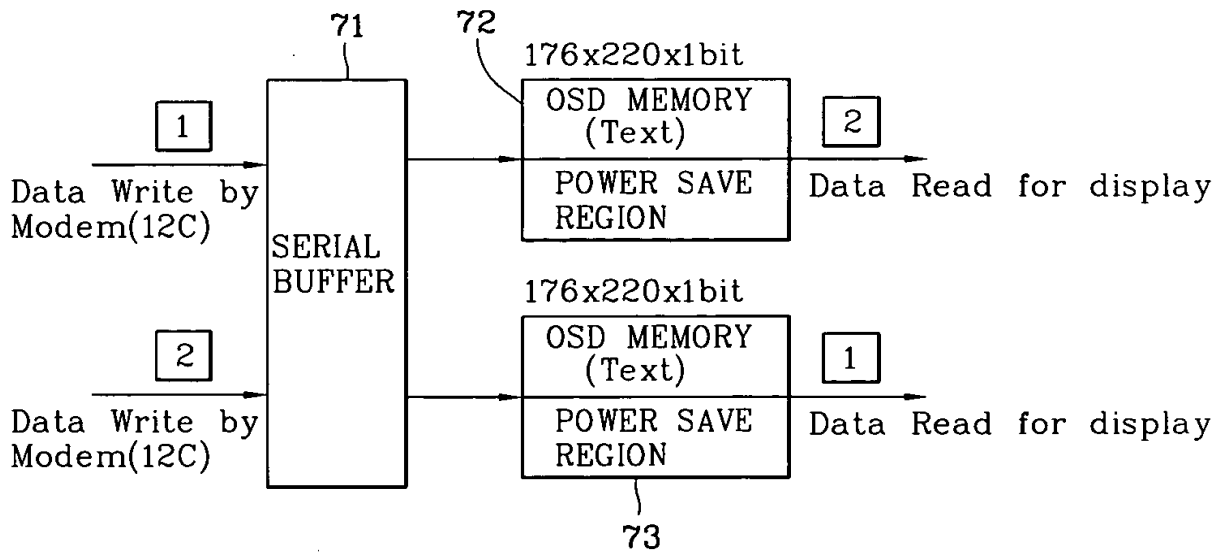 71
72
176x220x1bit
1
OSD MEMORY
(Text)
2
Data Write by
Modem(12C)
POWER SAVE
REGION
Data Read for display
SERIAL
BUFFER
176x220x1bit
2
OSD MEMORY
(Text)
1
Data Write by
Modem(12C)
POWER SAVE
REGION
Data Read for display
73